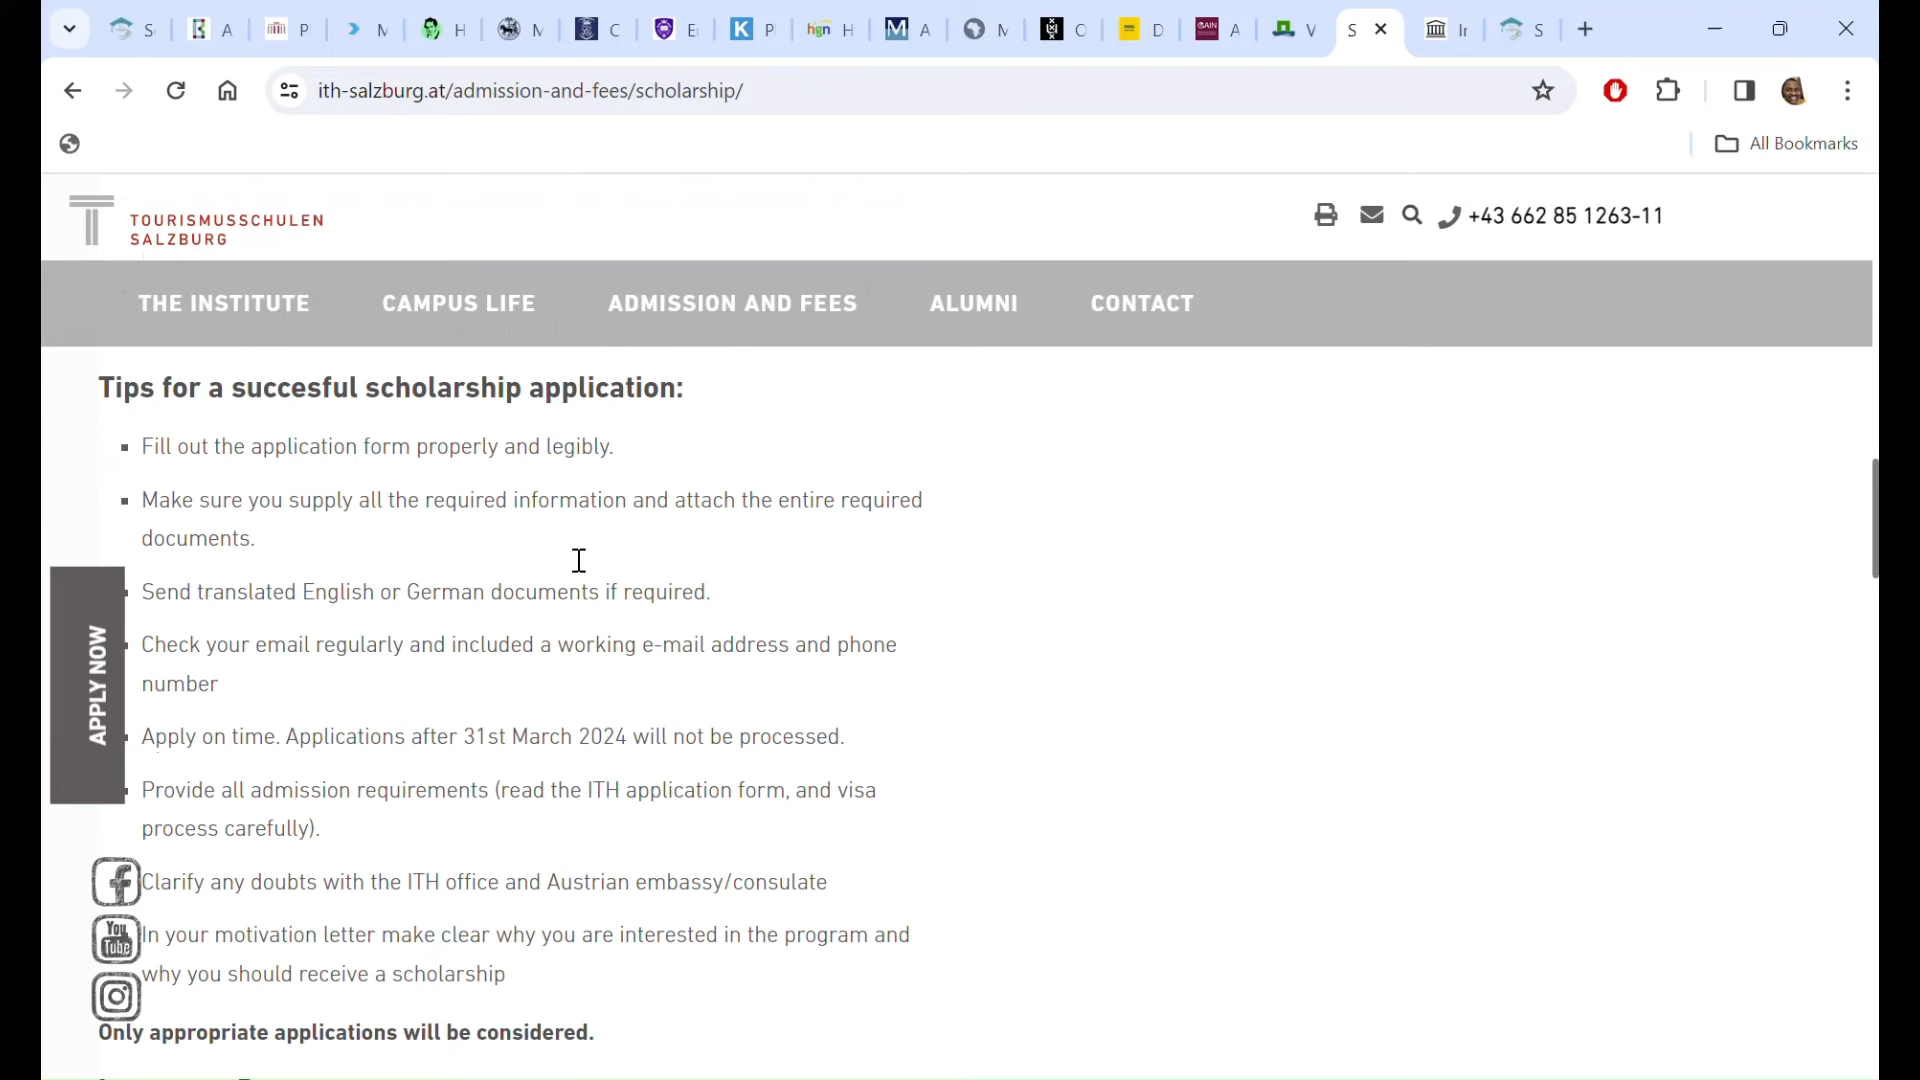 S
A
P
M
H
M
C
E
P
hgn H
A
M
C
D
GAIN A
V
S
Ir
S
ith-salzburg.at/admission-and-fees/scholarship/
All Bookmarks
TOURISMUSSCHULEN
SALZBURG
+43 662 85 1263-11
THE INSTITUTE CAMPUS LIFE ADMISSION AND FEES ALUMNI CONTACT
Tips for a succesful scholarship application:
Fill out the application form properly and legibly.
Make sure you supply all the required information and attach the entire required
documents.
Send translated English or German documents if required.
Check your email regularly and included a working e-mail address and phone
number
APPLY NOW
Apply on time. Applications after 31st March 2024 will not be processed.
Provide all admission requirements (read the ITH application form, and visa
process carefully).
Clarify any doubts with the ITH office and Austrian embassy/consulate
You
Tube
In your motivation letter make clear why you are interested in the program and
why you should receive a scholarship
Only appropriate applications will be considered.